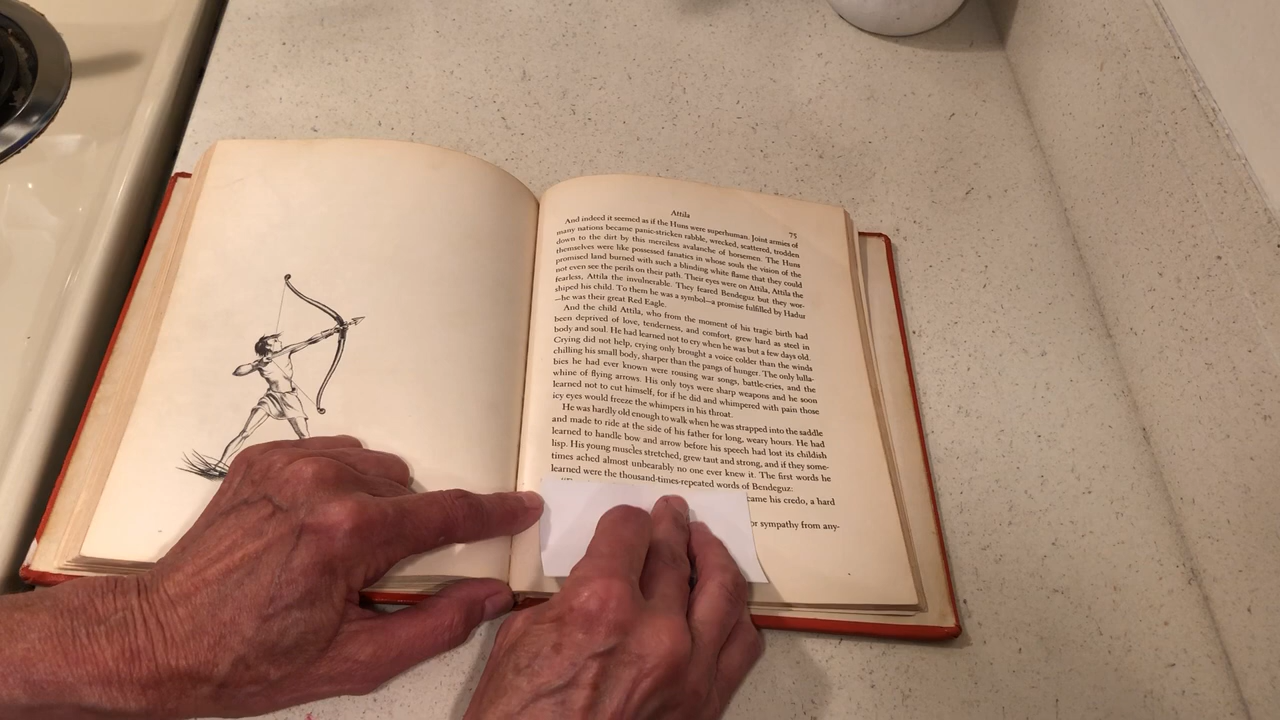 Attila
75
And indeed it seemed as if the Huns were superhuman. Joint armies of
many nations became panic-stricken rabble, wrecked, scattered, trodden
down to the dirt by this merciless avalanche of horsemen. The Huns
themselves were like possessed fanatics in whose souls the vision of the
promised land burned with such a blinding white flame that they could
not even see the perils on their path. Their eyes were on Attila, Attila the
fearless, Attila the invulnerable. They feared Bendeguz but they wor-
shiped his child. To them he was a symbol—a promise fulfilled by Hadur
—he was their great Red Eagle.
And the child Attila, who from the moment of his tragic birth had
been deprived of love, tenderness, and comfort, grew hard as steel in
body and soul. He had learned not to cry when he was but a few days old.
Crying did not help, crying only brought a voice colder than the winds
chilling his small body, sharper than the pangs of hunger. The only lulla-
bies he had ever known were rousing war songs, battle-cries, and the
whine of flying arrows. His only toys were sharp weapons and he soon
learned not to cut himself, for if he did and whimpered with pain those
icy eyes would freeze the whimpers in his throat.
He was hardly old enough to walk when he was strapped into the saddle
and made to ride at the side of his father for long, weary hours. He had
learned to handle bow and arrow before his speech had lost its childish
lisp. His young muscles stretched, grew taut and strong, and if they some-
times ached almost unbearably no one ever knew it. The first words he
learned were the thousand-times-repeated words of Bendeguz:
came his credo, a hard
or sympathy from any-